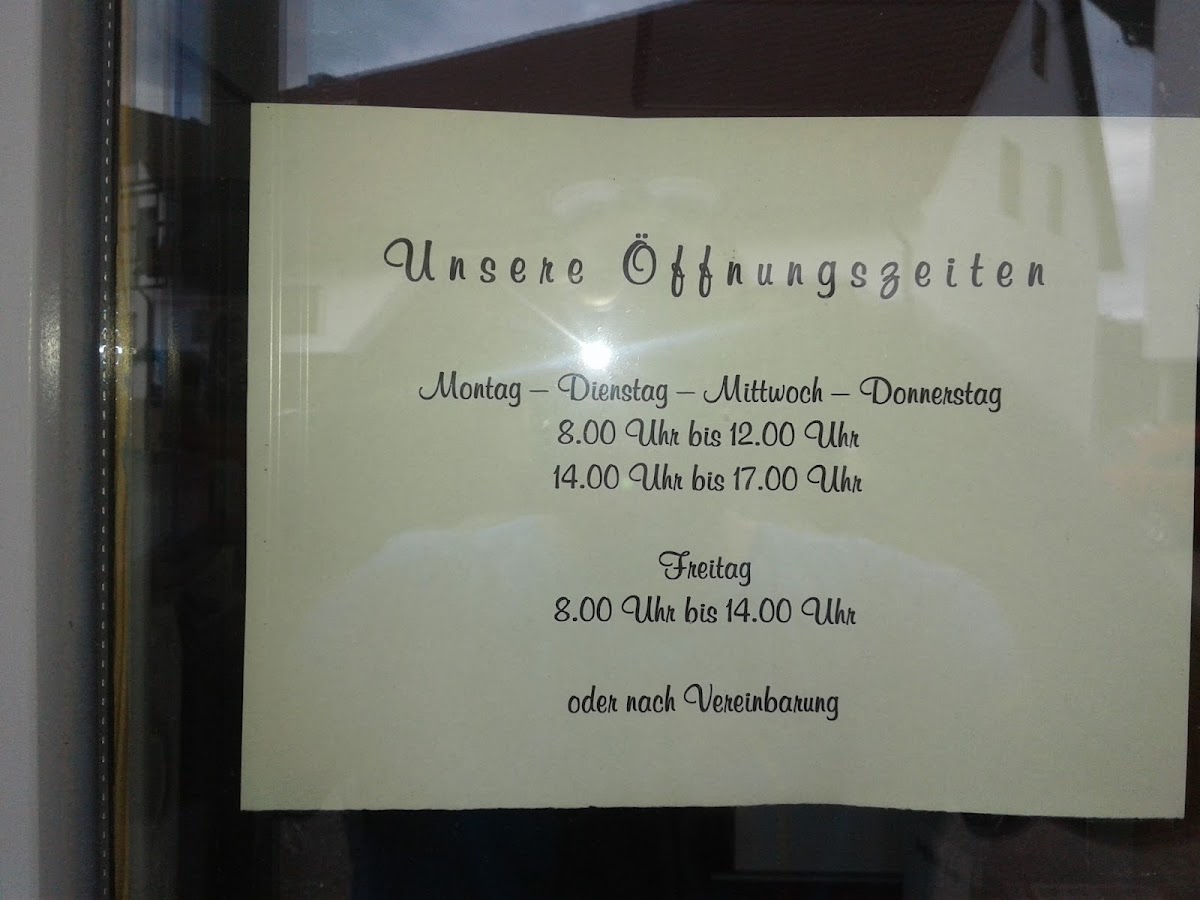 Unsere Öffnungszeiten
Montag – Dienstag – Mittwoch – Donnerstag
8.00 Uhr bis 12.00 Uhr
14.00 Uhr bis 17.00 Uhr
Freitag
8.00 Uhr bis 14.00 Uhr
oder nach Vereinbarung